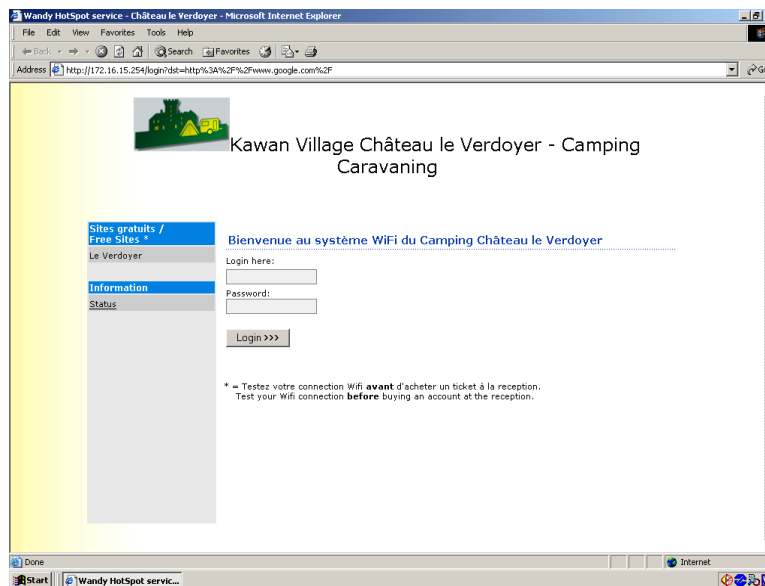 Wandy HotSpot service - Château le Verdoyer - Microsoft Internet Explorer
File Edit View Favorites Tools Help
Back Search Favorites
Address http://172.16.15.254/login?dst=http%3A%2F%2Fwww.google.com%2F
Kawan Village Château le Verdoyer - Camping
Caravaning
Sites gratuits /
Free Sites *
Le Verdoyer
Information
Status
Bienvenue au système WiFi du Camping Château le Verdoyer
Login here:
Password:
Login >>>
* = Testez votre connection Wifi avant d'acheter un ticket à la reception.
Test your Wifi connection before buying an account at the reception.
Done Internet
Start Wandy HotSpot servic...